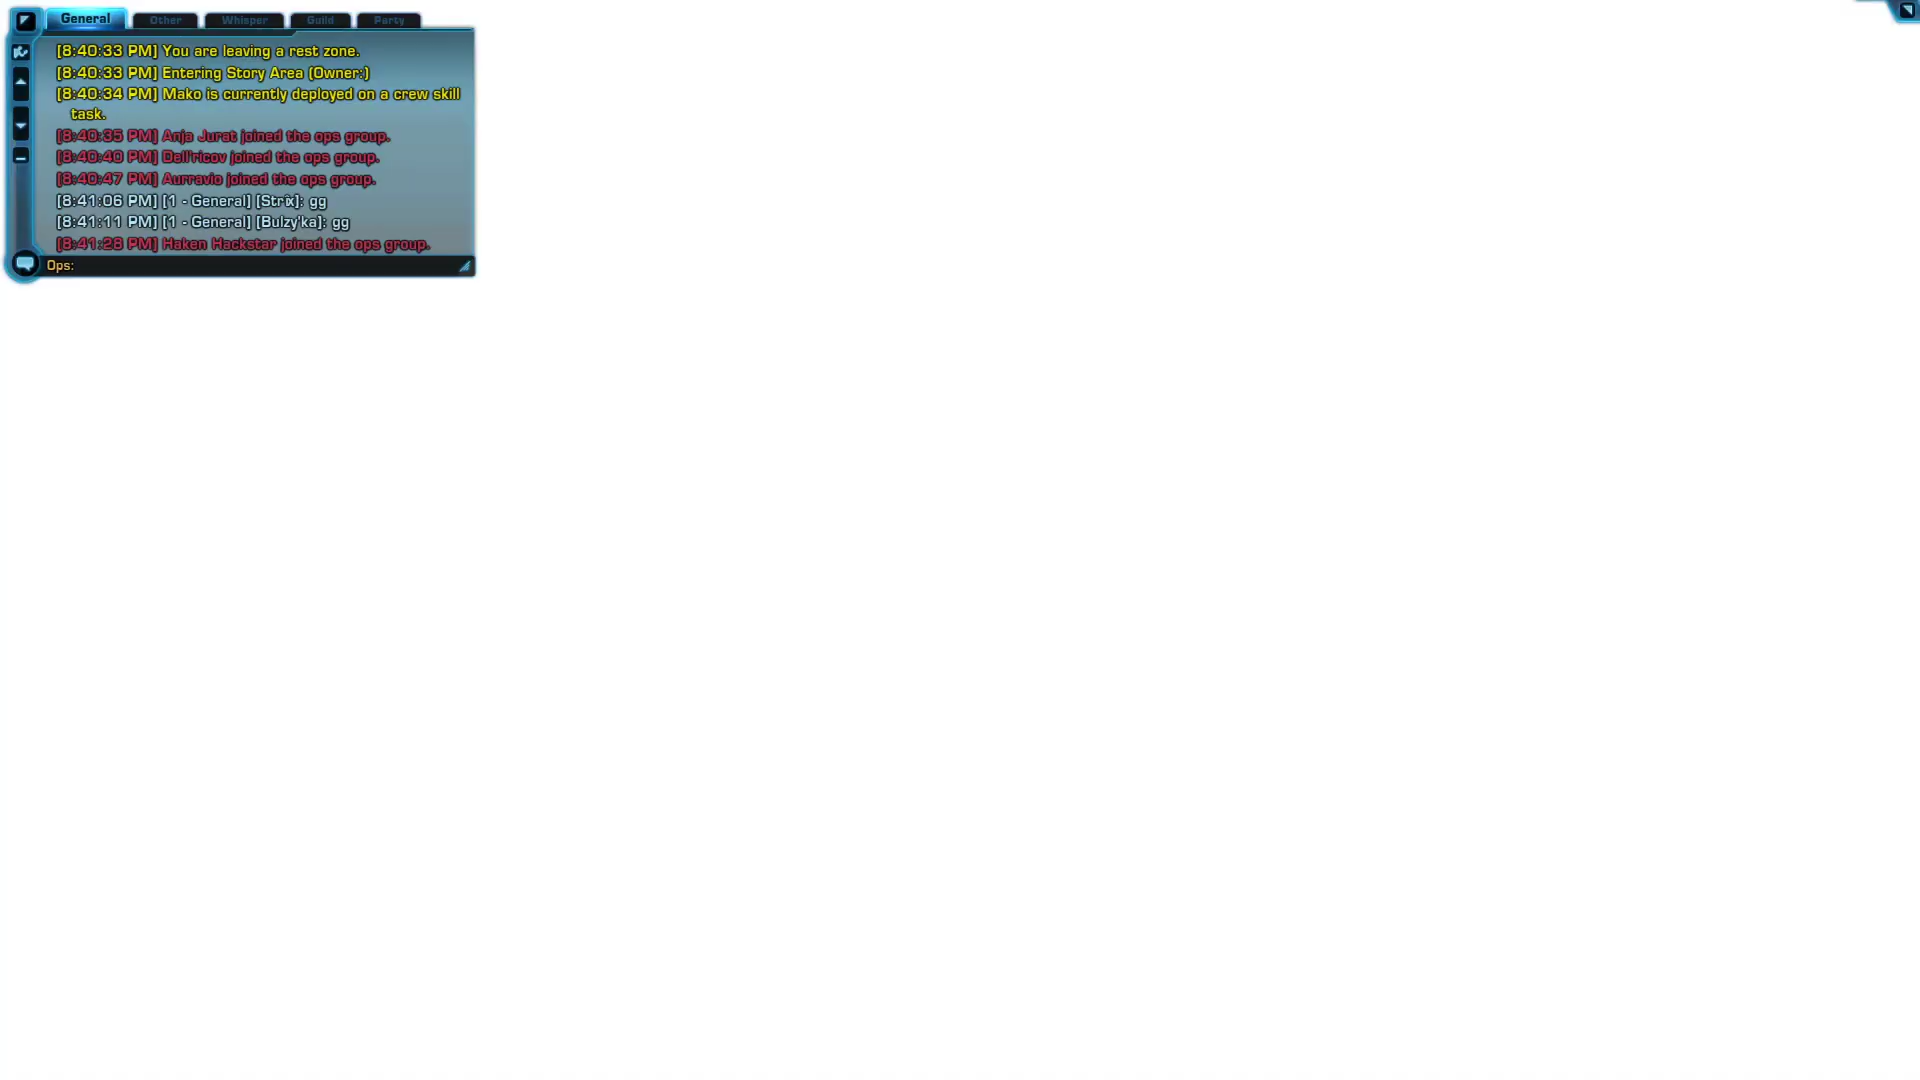 General Other Whisper Guild Party
[8:40:33 PM] You are leaving a rest zone.
[8:40:33 PM] Entering Story Area (Owner:)
[8:40:34 PM] Mako is currently deployed on a crew skill
task.
[8:40:35 PM] Anja Jurat joined the ops group.
[8:40:40 PM] Dell'ricov joined the ops group.
[8:40:47 PM] Aurravio joined the ops group.
[8:41:06 PM] [1 - General] [Strîx]: gg
[8:41:11 PM] [1 - General] [Bulzy'ka]: gg
[8:41:28 PM] Haken Hackstar joined the ops group.
Ops: